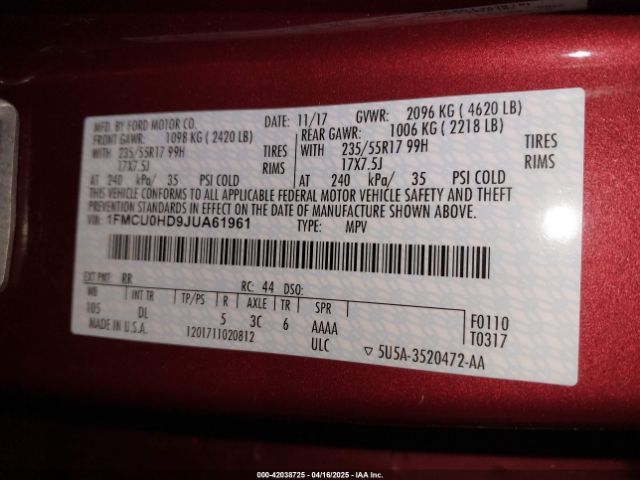 MFD. BY FORD MOTOR CO. DATE: 11/17 GVWR: 2096 KG ( 4620 LB)
FRONT GAWR: 1098 KG ( 2420 LB) REAR GAWR: 1006 KG ( 2218 LB)
WITH 235/55R17 99H TIRES WITH 235/55R17 99H TIRES
17X7.5J RIMS 17X7.5J RIMS
AT 240 kPa/ 35 PSI COLD AT 240 kPa/ 35 PSI COLD
THIS VEHICLE CONFORMS TO ALL APPLICABLE FEDERAL MOTOR VEHICLE SAFETY AND THEFT
PREVENTION STANDARDS IN EFFECT ON THE DATE OF MANUFACTURE SHOWN ABOVE.
VIN: 1FMCU0HD9JUA61961 TYPE: MPV
EXT PNT: RR RC: 44 DSO:
WB INT TR TP/PS R AXLE TR SPR
105 DL 5 3C 6 AAAA F0110
MADE IN U.S.A. 1201711020812 ULC T0317
▽ 5U5A-3520472-AA
000-42038725 - 04/16/2025 - IAA Inc.